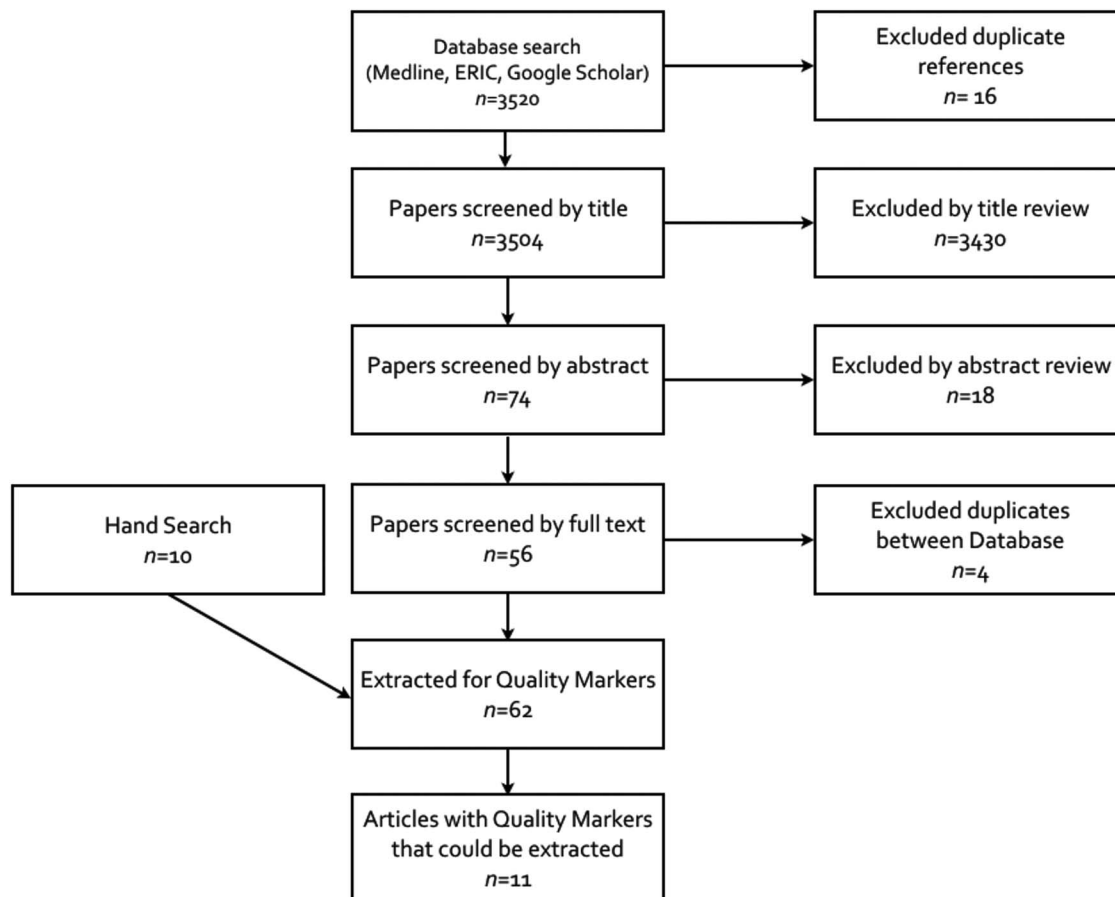 Database search
(Medline, ERIC, Google Scholar)
n=3520
Excluded duplicate
references
n= 16
Papers screened by title
n=3504
Excluded by title review
n=3430
Papers screened by abstract
n=74
Excluded by abstract review
n=18
Hand Search
n=10
Papers screened by full text
n=56
Excluded duplicates
between Database
n=4
Extracted for Quality Markers
n=62
Articles with Quality Markers
that could be extracted
n=11